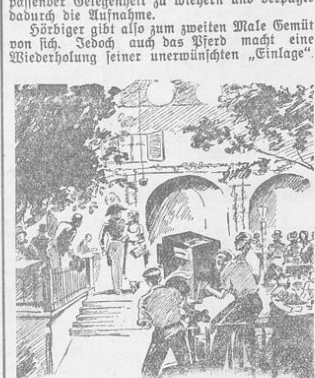 passender Gelegenheit zu wiehern und verpatzt
dadurch die Aufnahme.
Hörbiger gibt also zum zweiten Male Gemüt
von sich. Jedoch auch das Pferd macht eine
Wiederholung seiner unerwünschten „Einlage“.